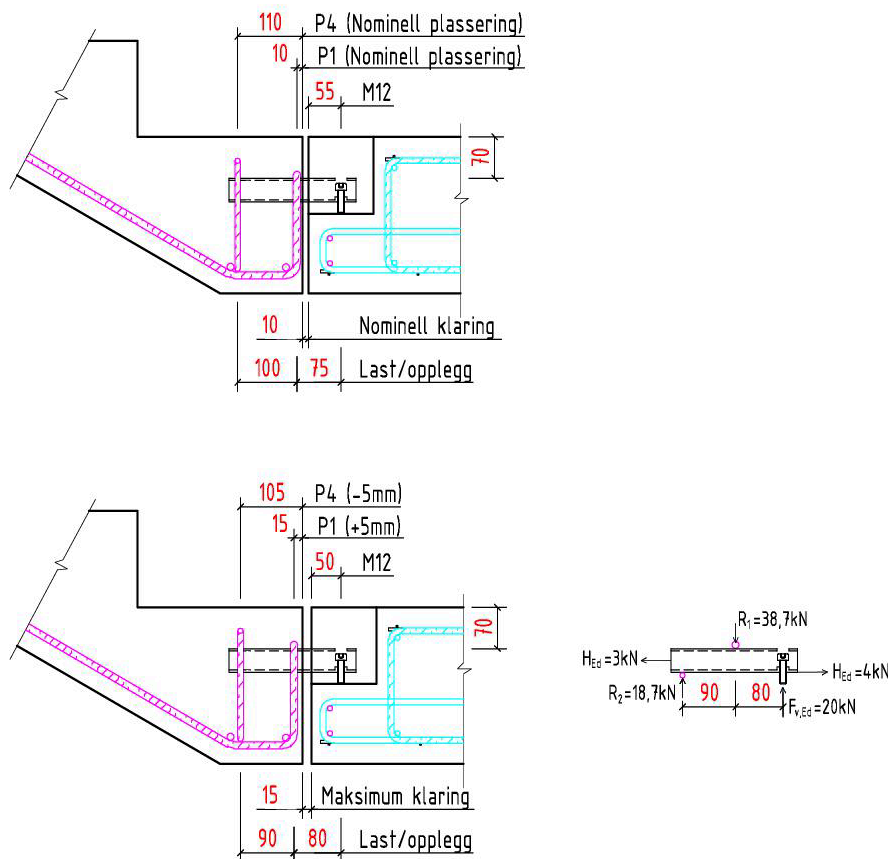 110 P4 (Nominell plassering)
10 P1 (Nominell plassering)
55 M12
70
10 Nominell klaring
100 75 Last/opplegg
105 P4 (-5mm)
15 P1 (+5mm)
50 M12
70
R1=38,7kN
HEd=3kN
HEd=4kN
R2=18,7kN 90 80
Fv,Ed=20kN
15 Maksimum klaring
90 80 Last/opplegg